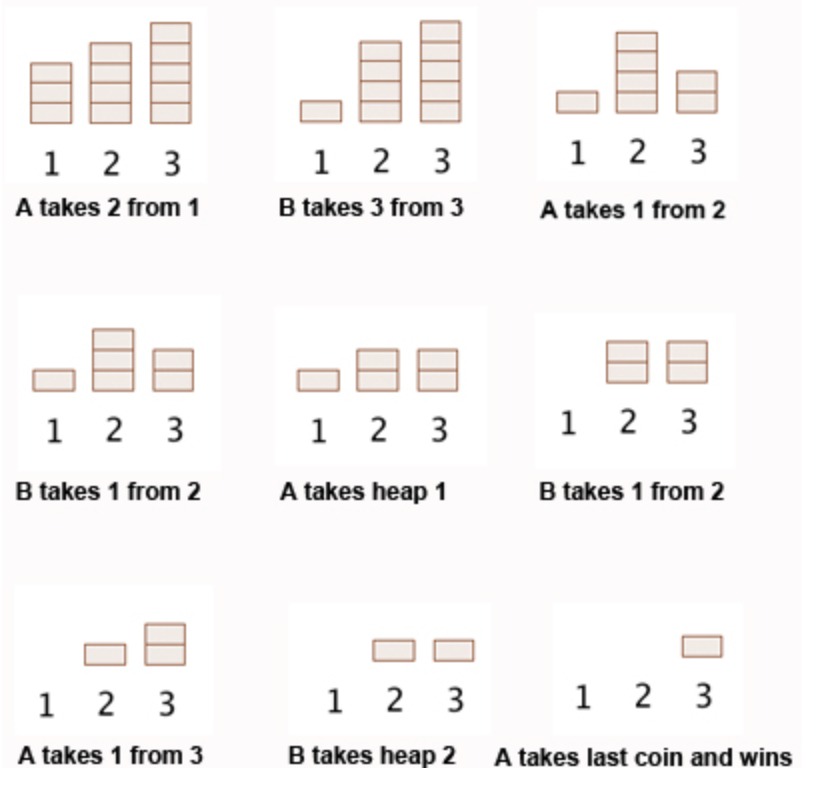 1 2 3
A takes 2 from 1
1 2 3
B takes 3 from 3
1 2 3
A takes 1 from 2
1 2 3
B takes 1 from 2
1 2 3
A takes heap 1
1 2 3
B takes 1 from 2
1 2 3
A takes 1 from 3
1 2 3
B takes heap 2
1 2 3
A takes last coin and wins